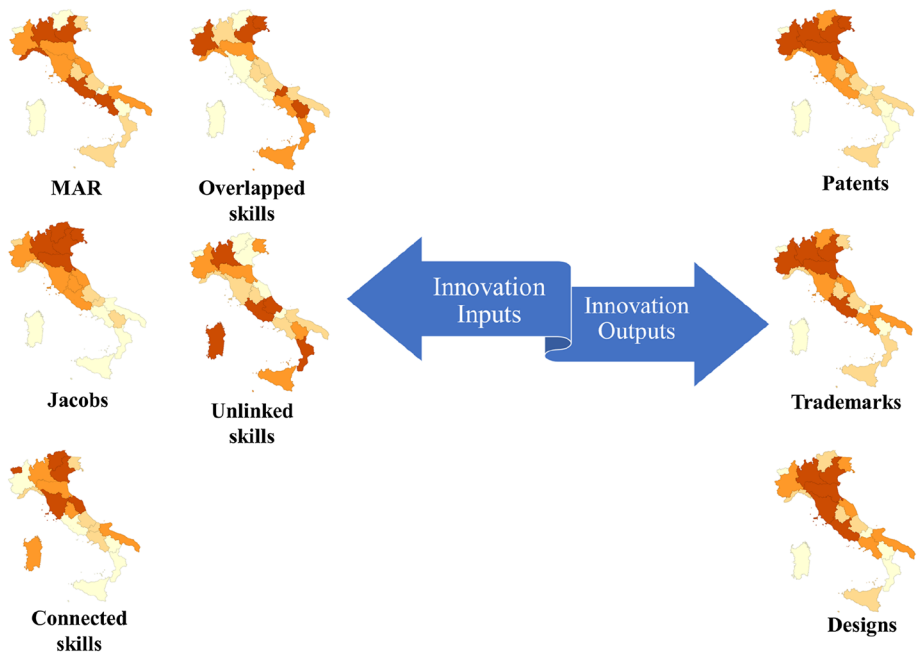 MAR
Overlapped
skills
Patents
Jacobs
Unlinked
skills
Innovation
Inputs
Innovation
Outputs
Trademarks
Connected
skills
Designs